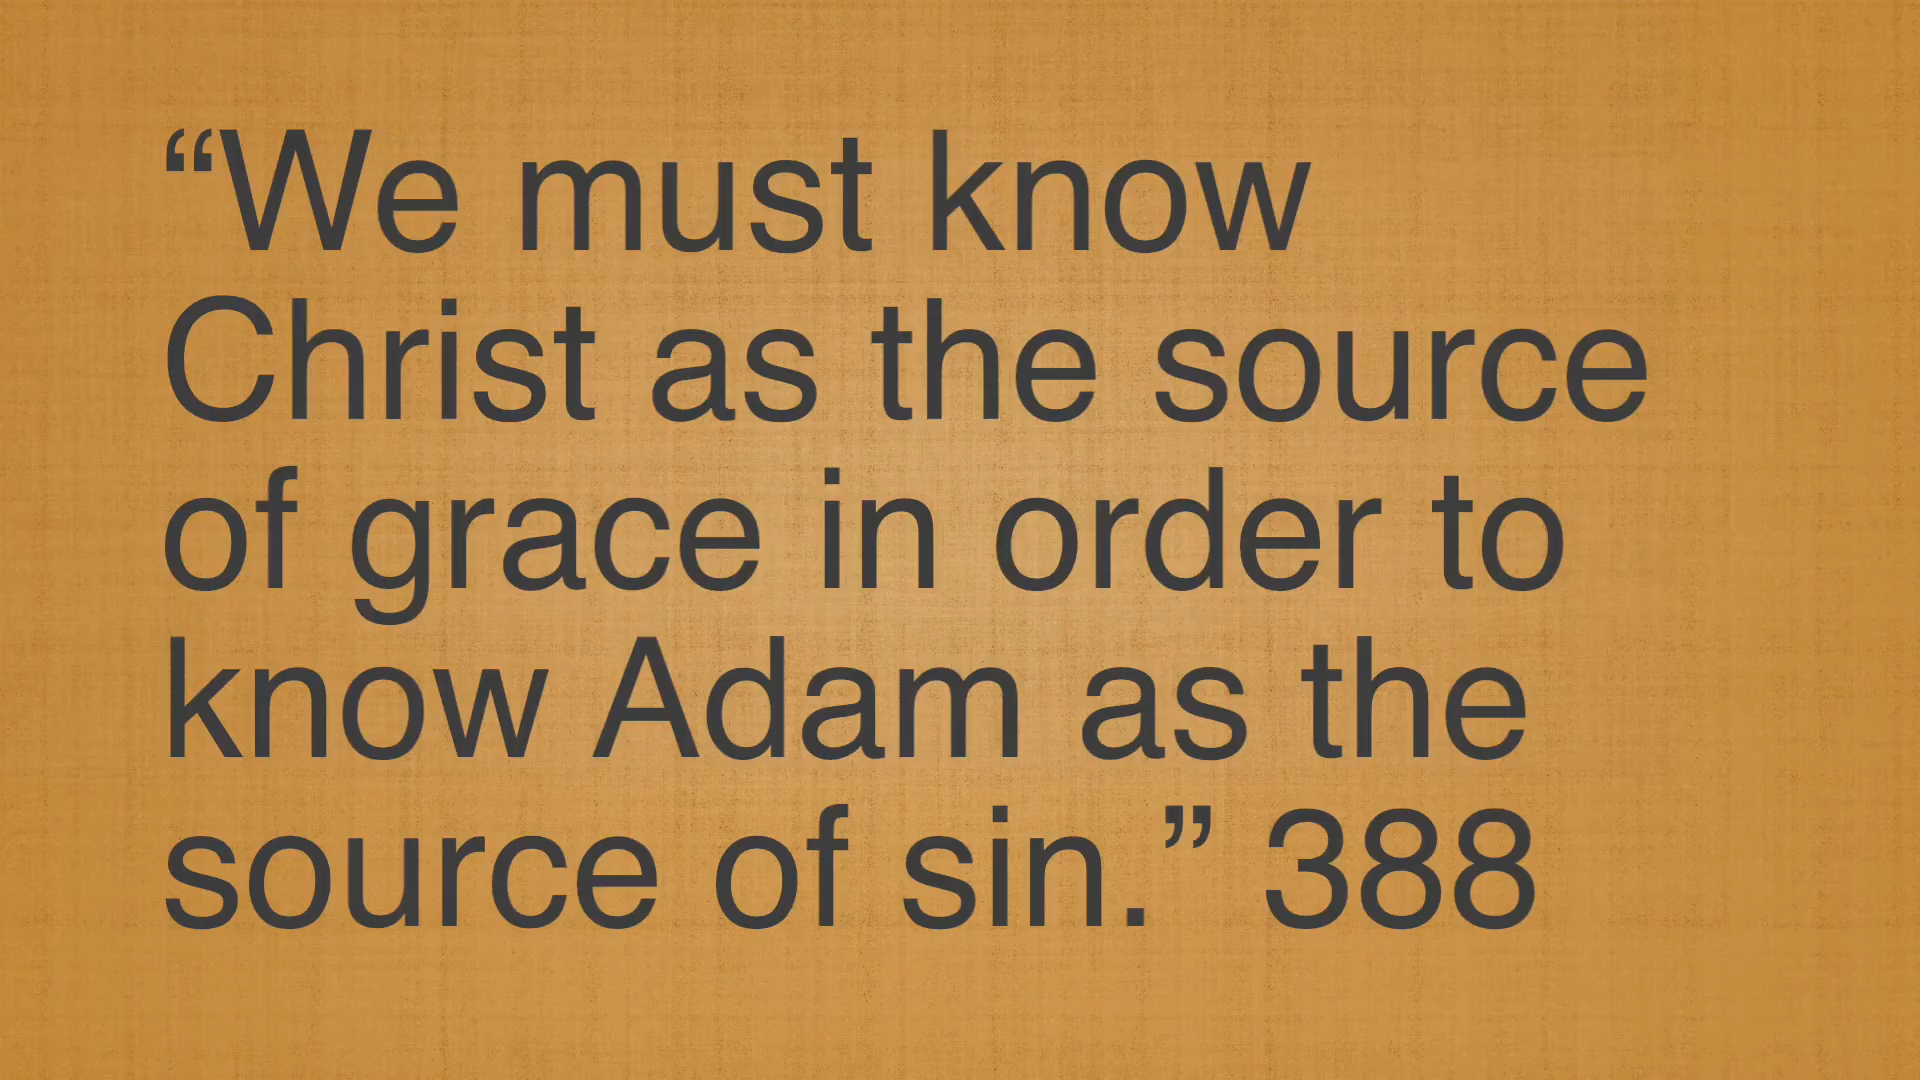 “We must know
Christ as the source
of grace in order to
know Adam as the
source of sin.” 388